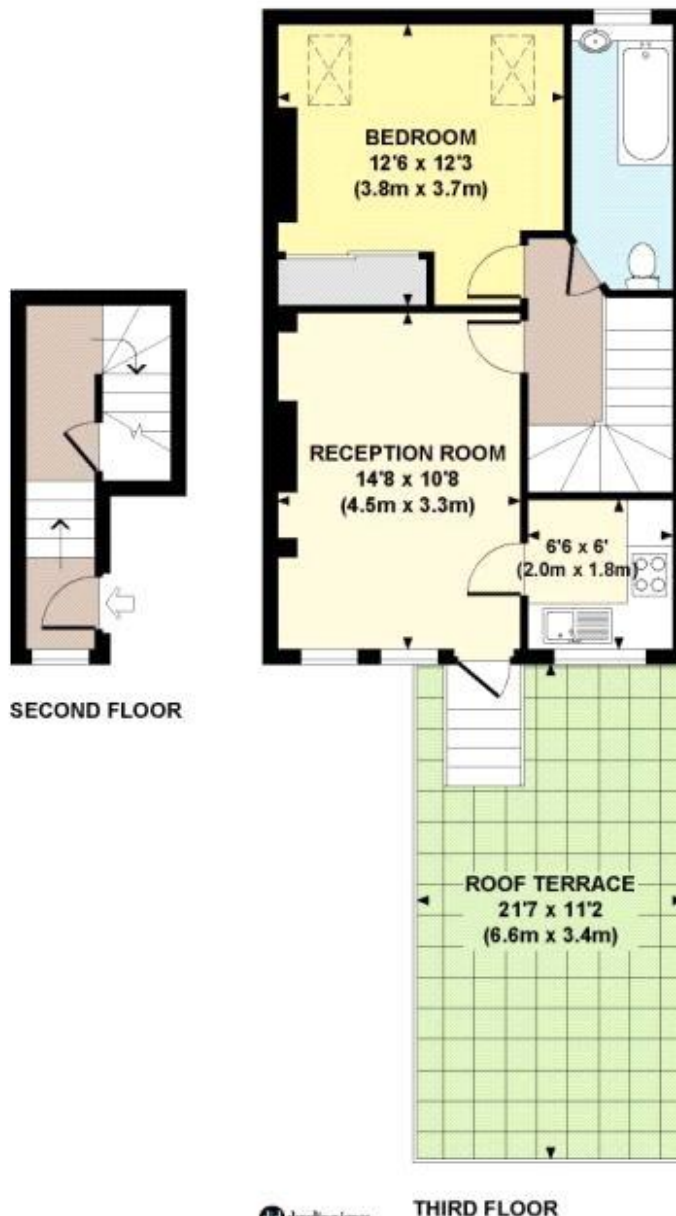 BEDROOM
12'6 x 12'3
(3.8m x 3.7m)
RECEPTION ROOM
14'8 x 10'8
(4.5m x 3.3m)
6'6 x 6'
(2.0m x 1.8m)
SECOND FLOOR
ROOF TERRACE
21'7 x 11'2
(6.6m x 3.4m)
THIRD FLOOR